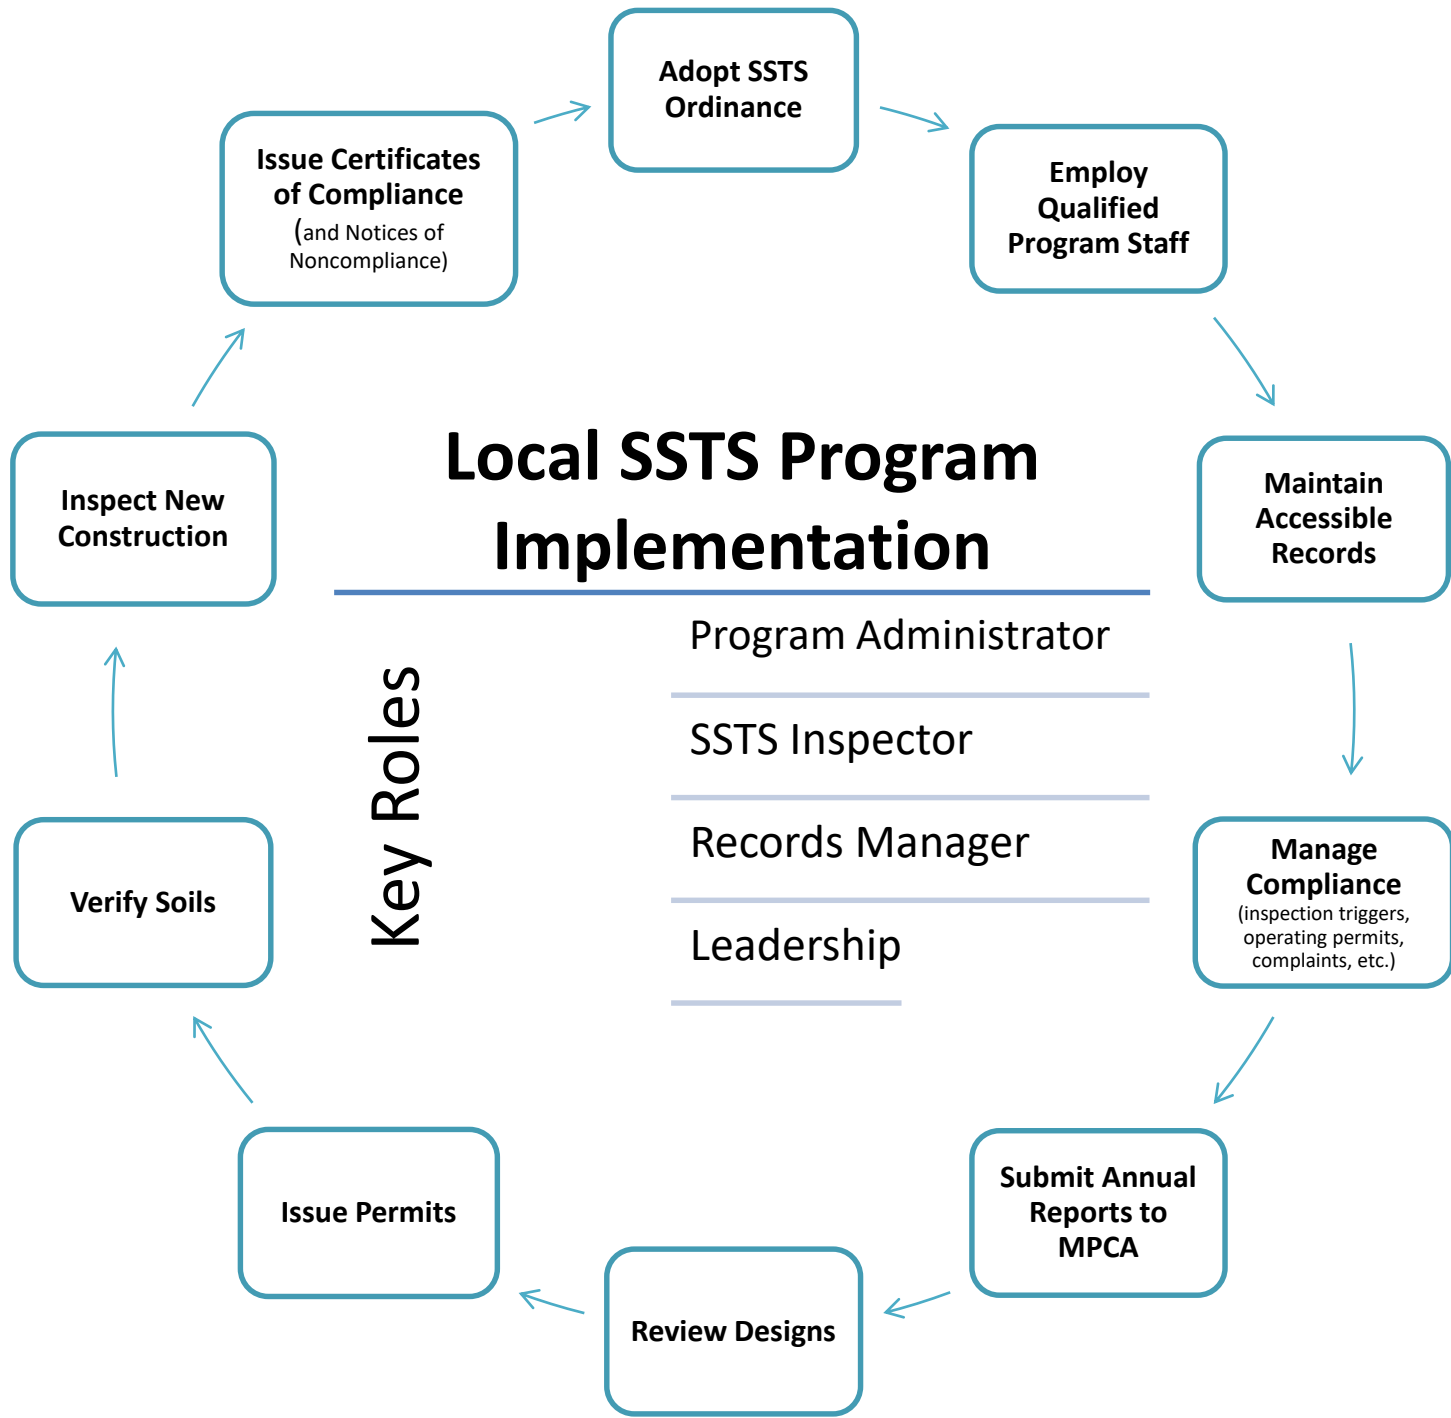 Adopt SSTS
Ordinance
Employ
Qualified
Program Staff
Maintain
Accessible
Records
Manage
Compliance
(inspection triggers,
operating permits,
complaints, etc.)
Submit Annual
Reports to
MPCA
Review Designs
Issue Permits
Verify Soils
Inspect New
Construction
Issue Certificates
of Compliance
(and Notices of
Noncompliance)
Local SSTS Program
Implementation
Key Roles
Program Administrator
SSTS Inspector
Records Manager
Leadership